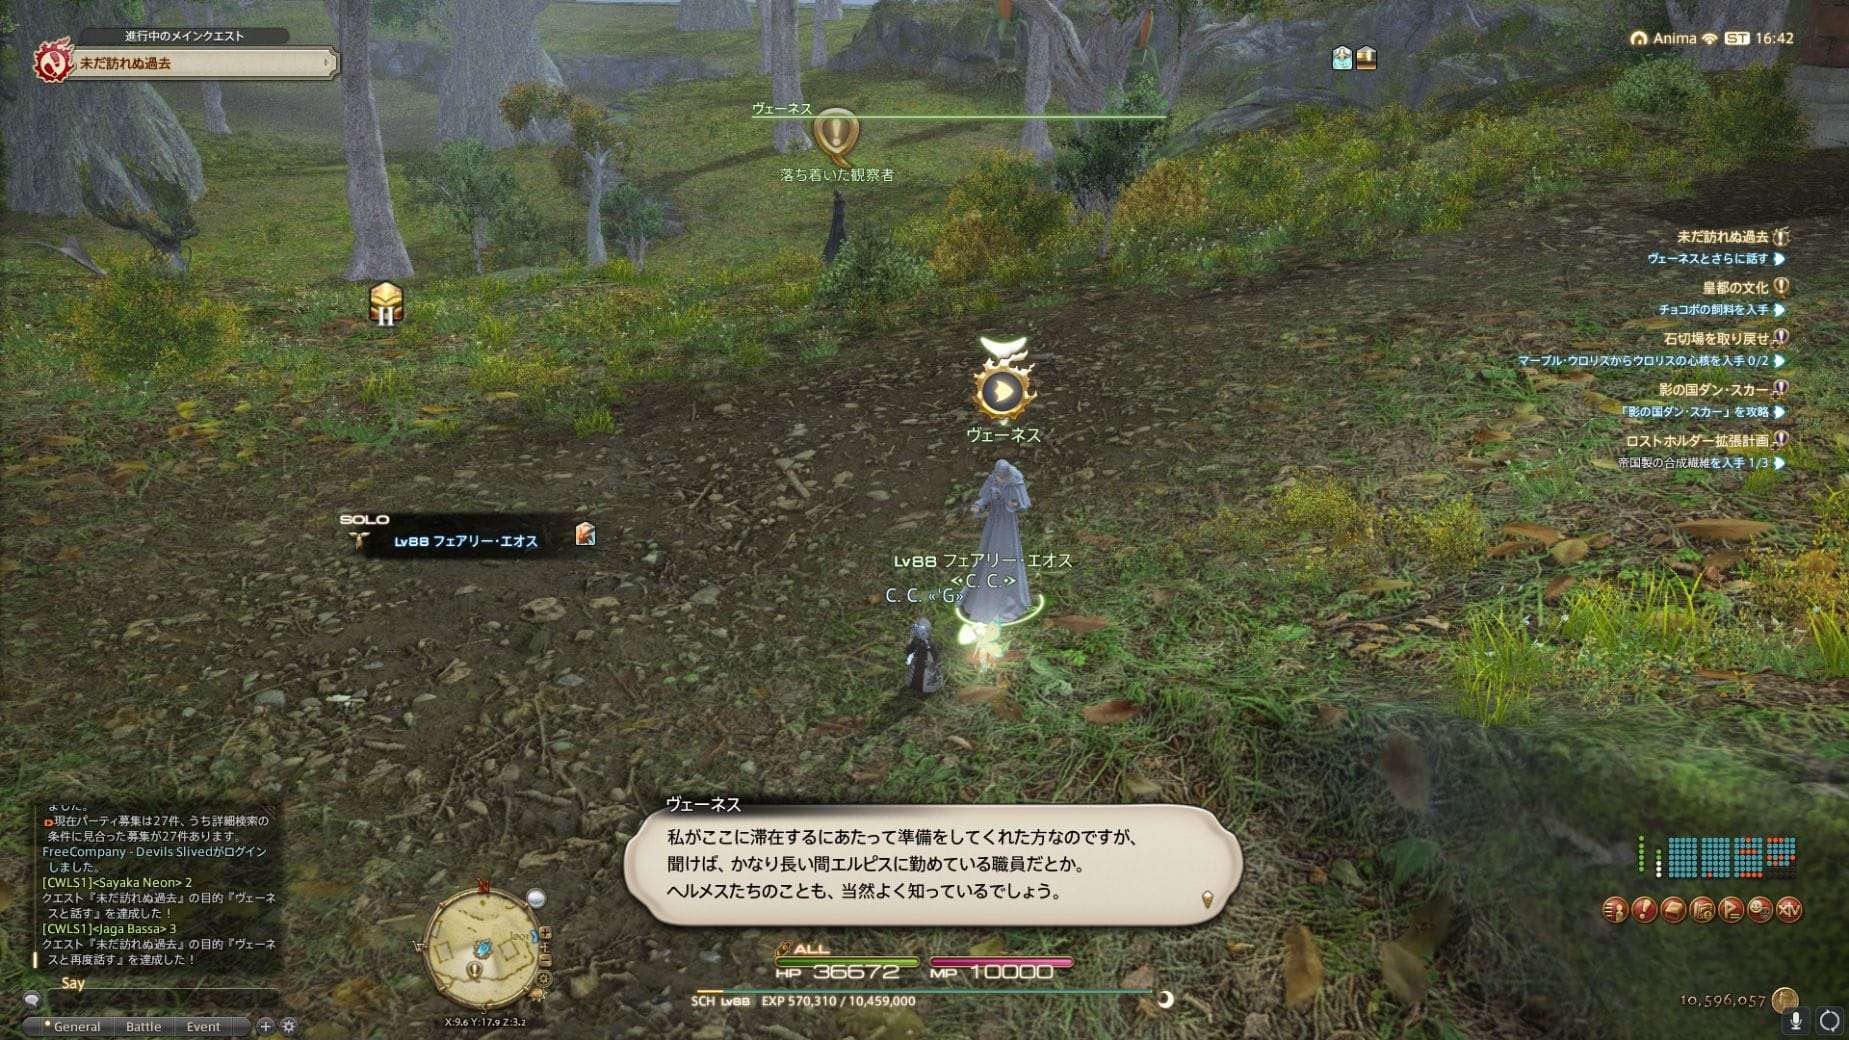 進行中のメインクエスト
未だ訪れぬ過去
Anima ST 16:42
ヴェーネス
落ち着いた観察者
未だ訪れぬ過去
ヴェーネスとさらに話す
皇都の文化
チョコボの飼料を入手
石切場を取り戻せ
マーブル・ウロリスからウロリスの心核を入手 0/2
影の国ダン・スカー
「影の国ダン・スカー」を攻略
ロストホルダー拡張計画
帝国製の合成繊維を入手 1/3
H
ヴェーネス
SOLO
Lv88 フェアリー・エオス
Lv88 フェアリー・エオス
<C. C.>
C. C. «'G»
ヴェーネス
私がここに滞在するにあたって準備をしてくれた方なのですが、
聞けば、かなり長い間エルピスに勤めている職員だとか。
ヘルメスたちのことも、当然よく知っているでしょう。
ました。
現在パーティ募集は27件、うち詳細検索の
条件に見合った募集が27件あります。
FreeCompany - Devils Slivedがログイン
しました。
[CWLS1]<Sayaka Neon> 2
クエスト『未だ訪れぬ過去』の目的『ヴェーネ
スと話す』を達成した！
[CWLS1]<Jaga Bassa> 3
クエスト『未だ訪れぬ過去』の目的『ヴェーネ
スと再度話す』を達成した！
Say
General Battle Event
X:9.6 Y:17.9 Z:3.2
ALL
HP 36672 MP 10000
SCH Lv88 EXP 570,310 / 10,459,000
XIV
10,596,057